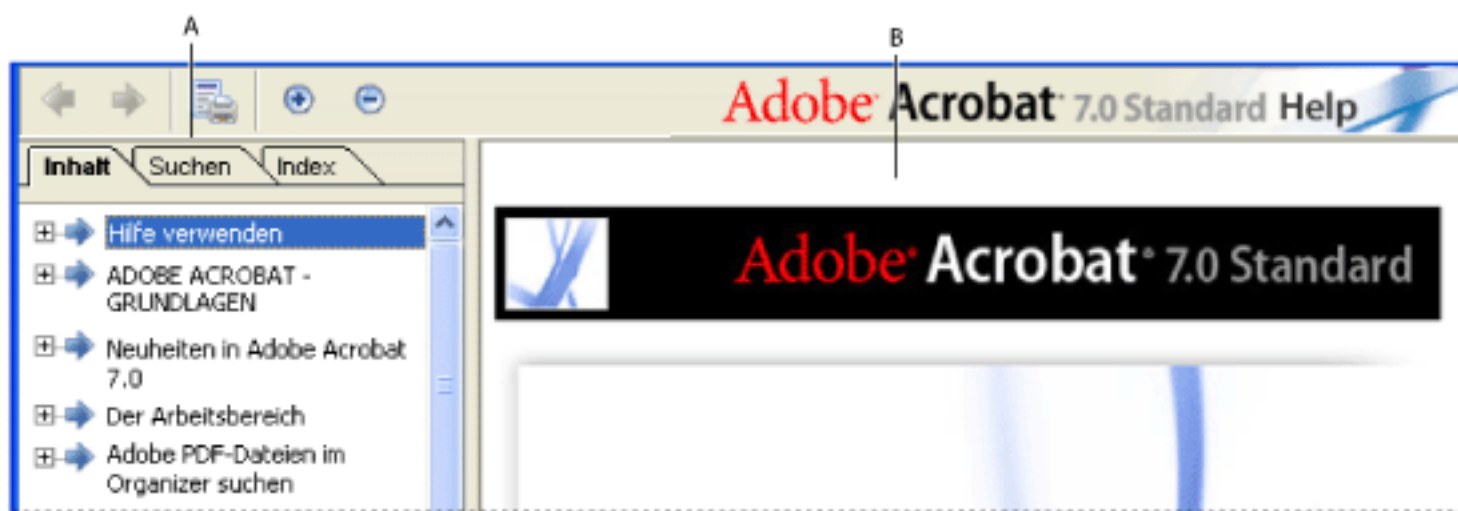 A
B
Adobe Acrobat 7.0 Standard Help
Inhalt Suchen Index
Hilfe verwenden
ADOBE ACROBAT -
GRUNDLAGEN
Neuheiten in Adobe Acrobat
7.0
Der Arbeitsbereich
Adobe PDF-Dateien im
Organizer suchen
Adobe® Acrobat® 7.0 Standard